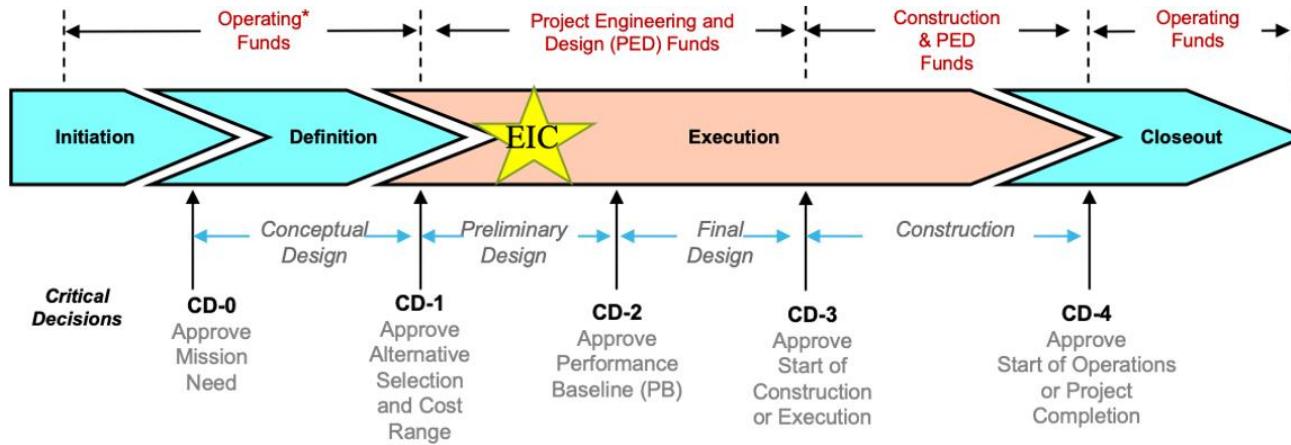 Operating*
Funds
Project Engineering and
Design (PED) Funds
Construction
& PED
Funds
Operating
Funds
Initiation
Definition
EIC
Execution
Closeout
Conceptual
Design
Preliminary
Design
Final
Design
Construction
Critical
Decisions
CD-0
Approve
Mission
Need
CD-1
Approve
Alternative
Selection
and Cost
Range
CD-2
Approve
Performance
Baseline (PB)
CD-3
Approve
Start of
Construction
or Execution
CD-4
Approve
Start of Operations
or Project
Completion